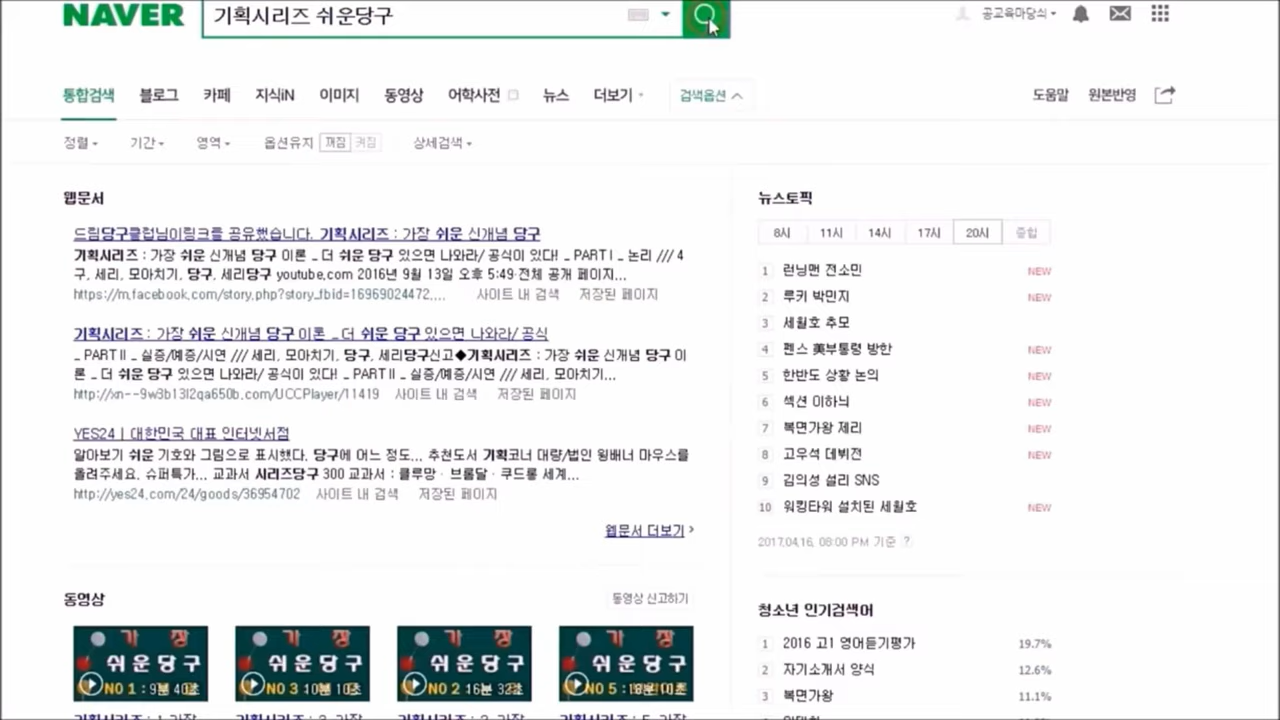 NAVER
기획시리즈 쉬운당구
공교육마당쇠
통합검색 블로그 카페 지식iN 이미지 동영상 어학사전 뉴스 더보기 검색옵션
도움말 원본반영
정렬 기간 영역 옵션유지 꺼짐 켜짐 상세검색
웹문서
드림당구클럽님이링크를 공유했습니다. 기획시리즈 : 가장 쉬운 신개념 당구
기획시리즈 : 가장 쉬운 신개념 당구 이론 _ 더 쉬운 당구 있으면 나와라/ 공식이 있다! _ PART I _ 논리 /// 4
구, 세리, 모아치기, 당구, 세리당구 youtube.com 2016년 9월 13일 오후 5:49·전체 공개 페이지...
https://m.facebook.com/story.php?story_fbid=16969024472.... 사이트 내 검색 저장된 페이지
기획시리즈 : 가장 쉬운 신개념 당구 이론 _ 더 쉬운 당구 있으면 나와라/ 공식
_ PART II _ 실증/예증/시연 /// 세리, 모아치기, 당구, 세리당구신고◆기획시리즈 : 가장 쉬운 신개념 당구 이
론 _ 더 쉬운 당구 있으면 나와라/ 공식이 있다! _ PART II _ 실증/예증/시연 /// 세리, 모아치기...
http://xn--9w3b13l2qa650b.com/UCCPlayer/11419 사이트 내 검색 저장된 페이지
YES24 | 대한민국 대표 인터넷서점
알아보기 쉬운 기호와 그림으로 표시했다. 당구에 어느 정도... 추천도서 기획코너 대량/법인 윙배너 마우스를
올려주세요. 슈퍼특가... 교과서 시리즈당구 300 교과서 : 클루망 · 브롬달 · 쿠드롱 세계...
http://yes24.com/24/goods/36954702 사이트 내 검색 저장된 페이지
웹문서 더보기
동영상
동영상 신고하기
가 장
쉬운당구
NO 1 : 9분 40초
가 장
쉬운당구
NO 3 10분 10초
가 장
쉬운당구
NO 2 16분 32초
가 장
쉬운당구
NO 5 :
뉴스토픽
8시 11시 14시 17시 20시 종합
1 런닝맨 전소민 NEW
2 루키 박민지 NEW
3 세월호 추모
4 펜스 美부통령 방한 NEW
5 한반도 상황 논의 NEW
6 섹션 이하늬 NEW
7 복면가왕 제리 NEW
8 고우석 데뷔전 NEW
9 김의성 설리 SNS
10 워킹타워 설치된 세월호 NEW
2017.04.16. 08:00 PM 기준 ?
청소년 인기검색어
1 2016 고1 영어듣기평가 19.7%
2 자기소개서 양식 12.6%
3 복면가왕 11.1%